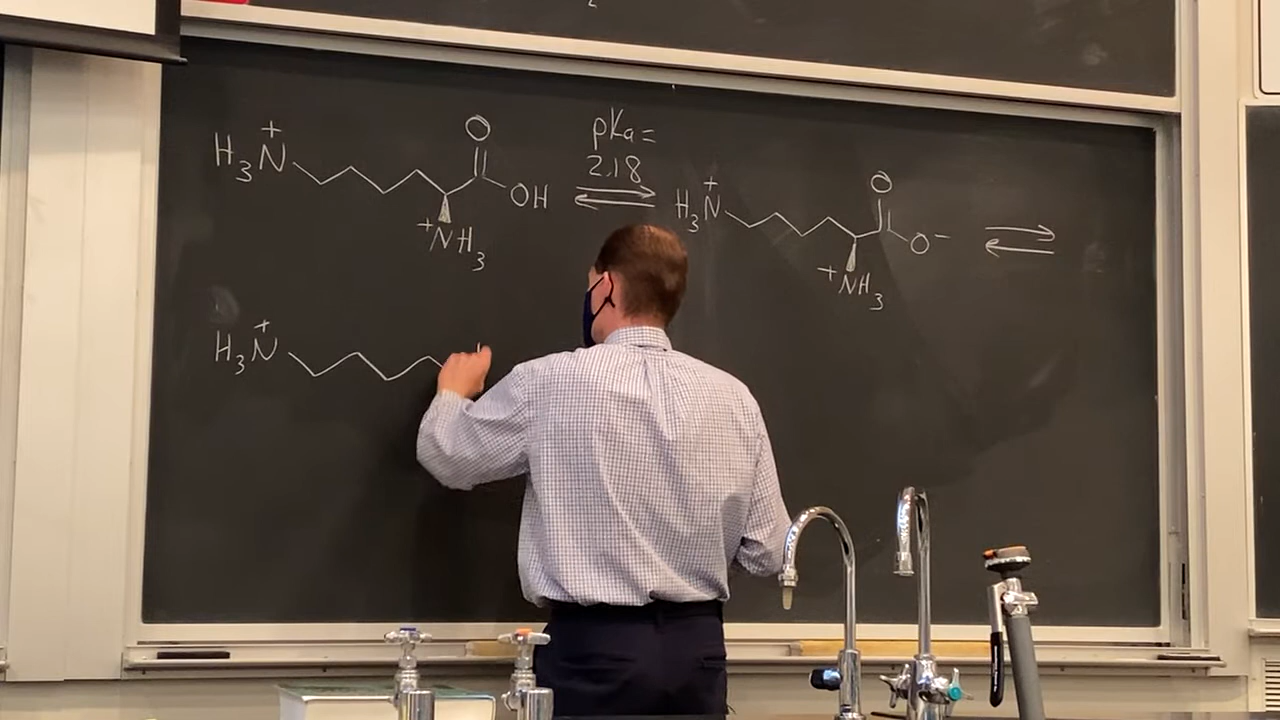 H₃N⁺ O OH ⁺NH₃
pKa =
2.18
H₃N⁺ O O⁻ ⁺NH₃
H₃N⁺